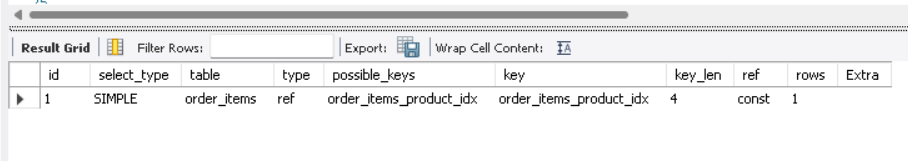 Result Grid Filter Rows: Export: Wrap Cell Content:
id select_type table type possible_keys key key_len ref rows Extra
1 SIMPLE order_items ref order_items_product_idx order_items_product_idx 4 const 1